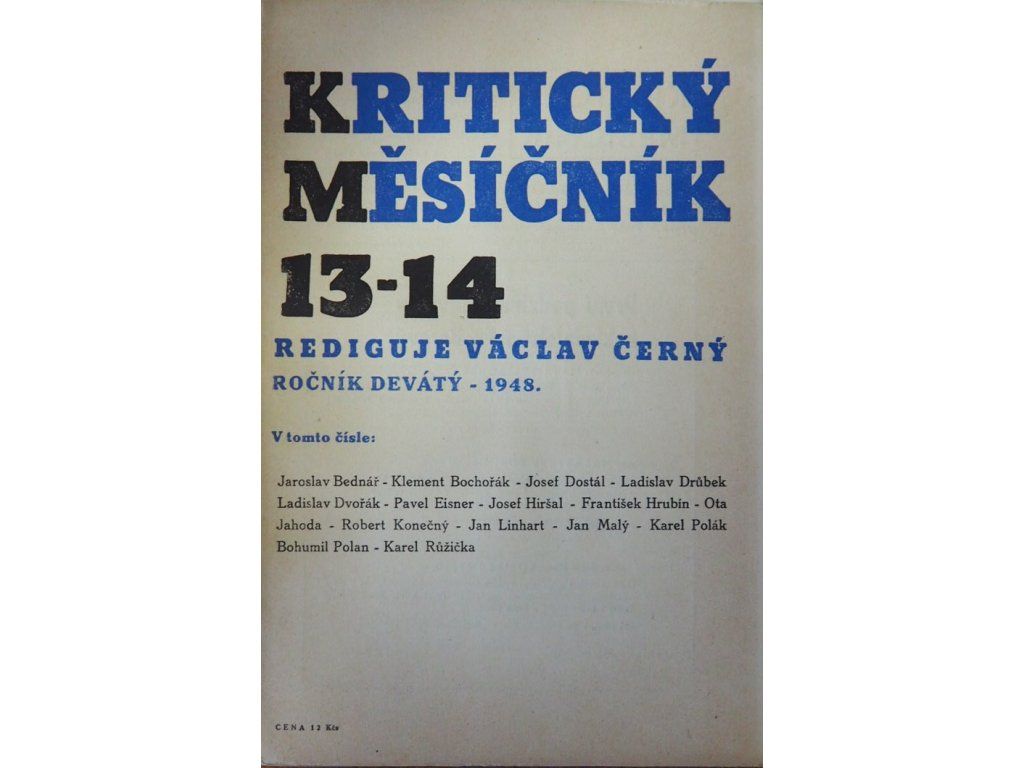 KRITICKÝ
MĚSÍČNÍK
13-14
REDIGUJE VÁCLAV ČERNÝ
ROČNÍK DEVÁTÝ - 1948.
V tomto čísle:
Jaroslav Bednář - Klement Bochořák - Josef Dostál - Ladislav Drůbek
Ladislav Dvořák - Pavel Eisner - Josef Hiršal - František Hrubín - Ota
Jahoda - Robert Konečný - Jan Linhart - Jan Malý - Karel Polák
Bohumil Polan - Karel Růžička
CENA 12 Kčs